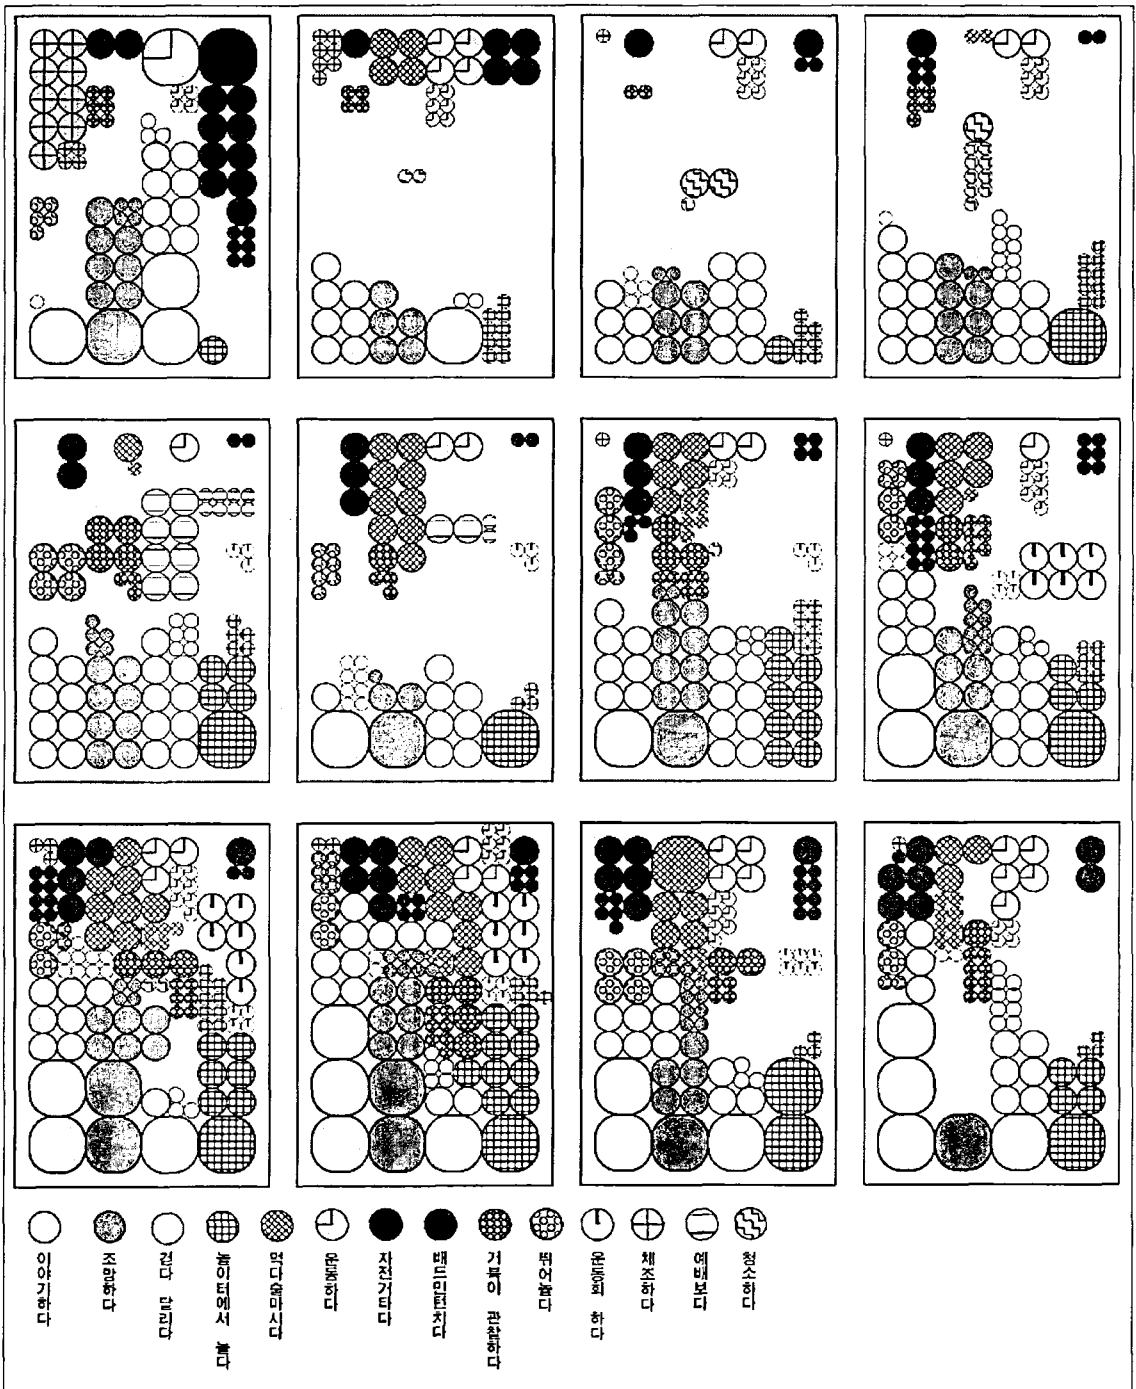 이야기하다
조망하다
걷다 달리다
놀이터에서 놀다
먹다술마시다
운동하다
자전거타다
배드민턴치다
거북이 관찰하다
뛰어놀다
운동회 하다
체조하다
예배보다
청소하다